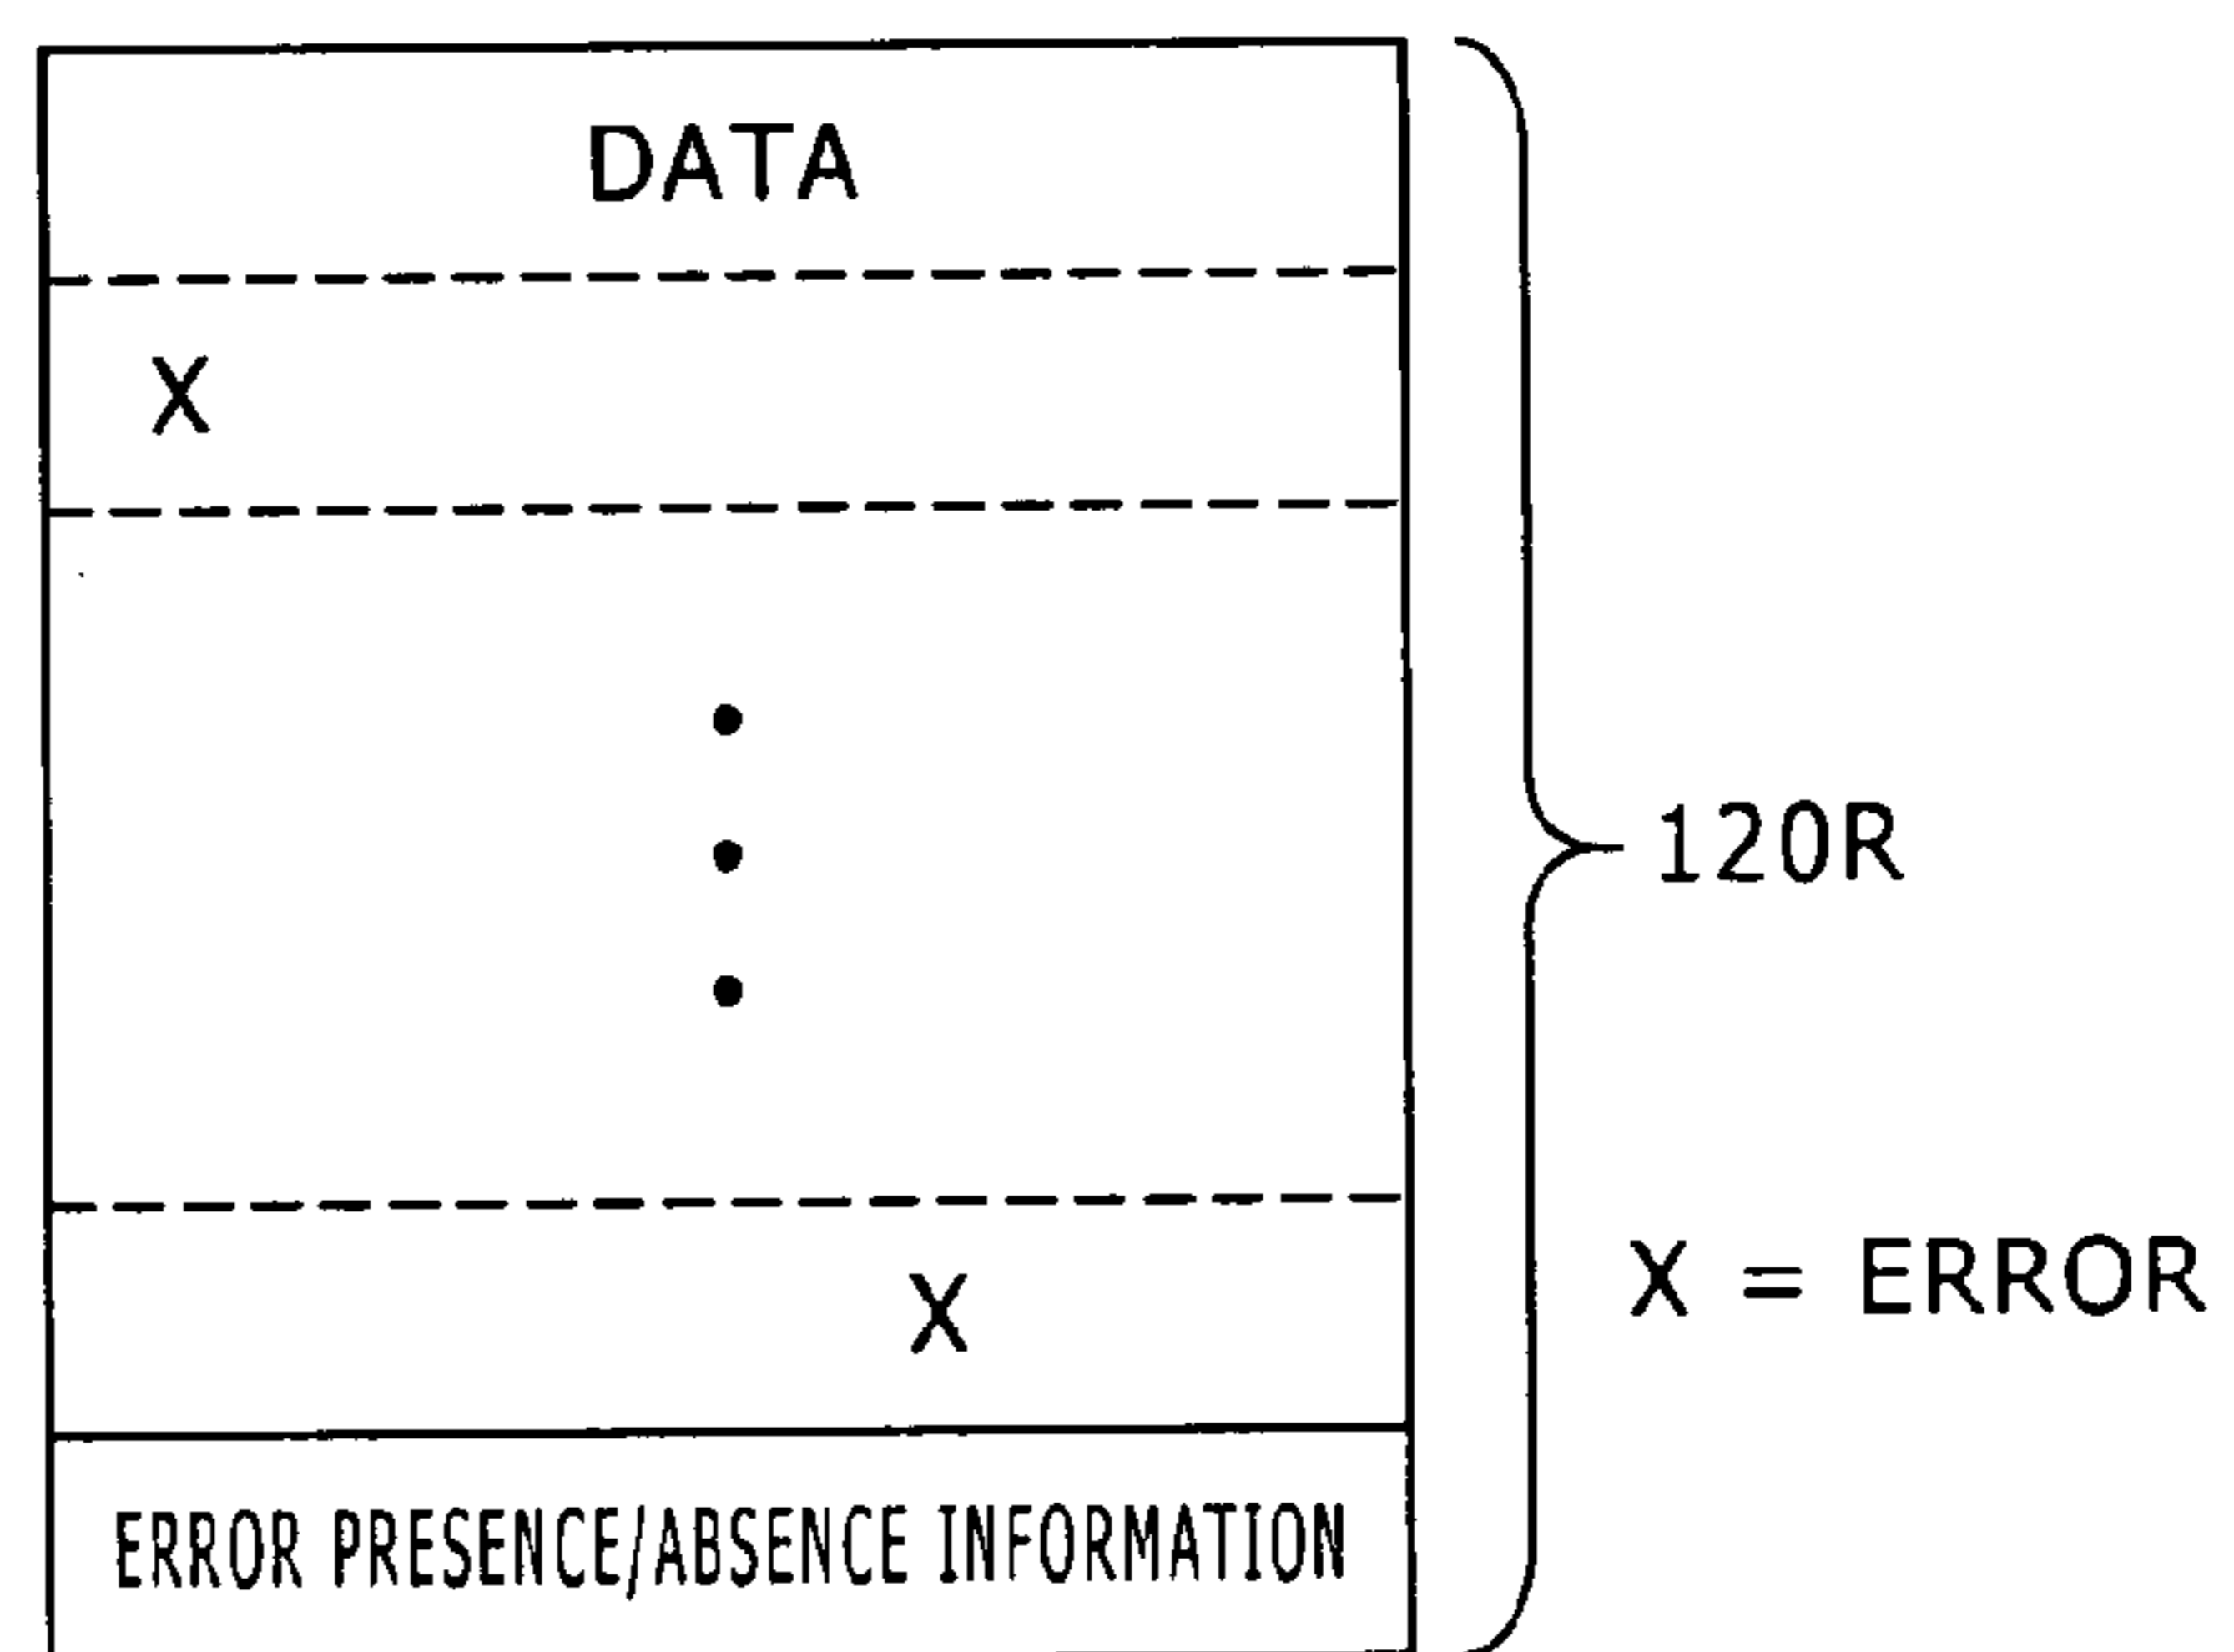 DATA
X
120R
X
X = ERROR
ERROR PRESENCE/ABSENCE INFORMATION